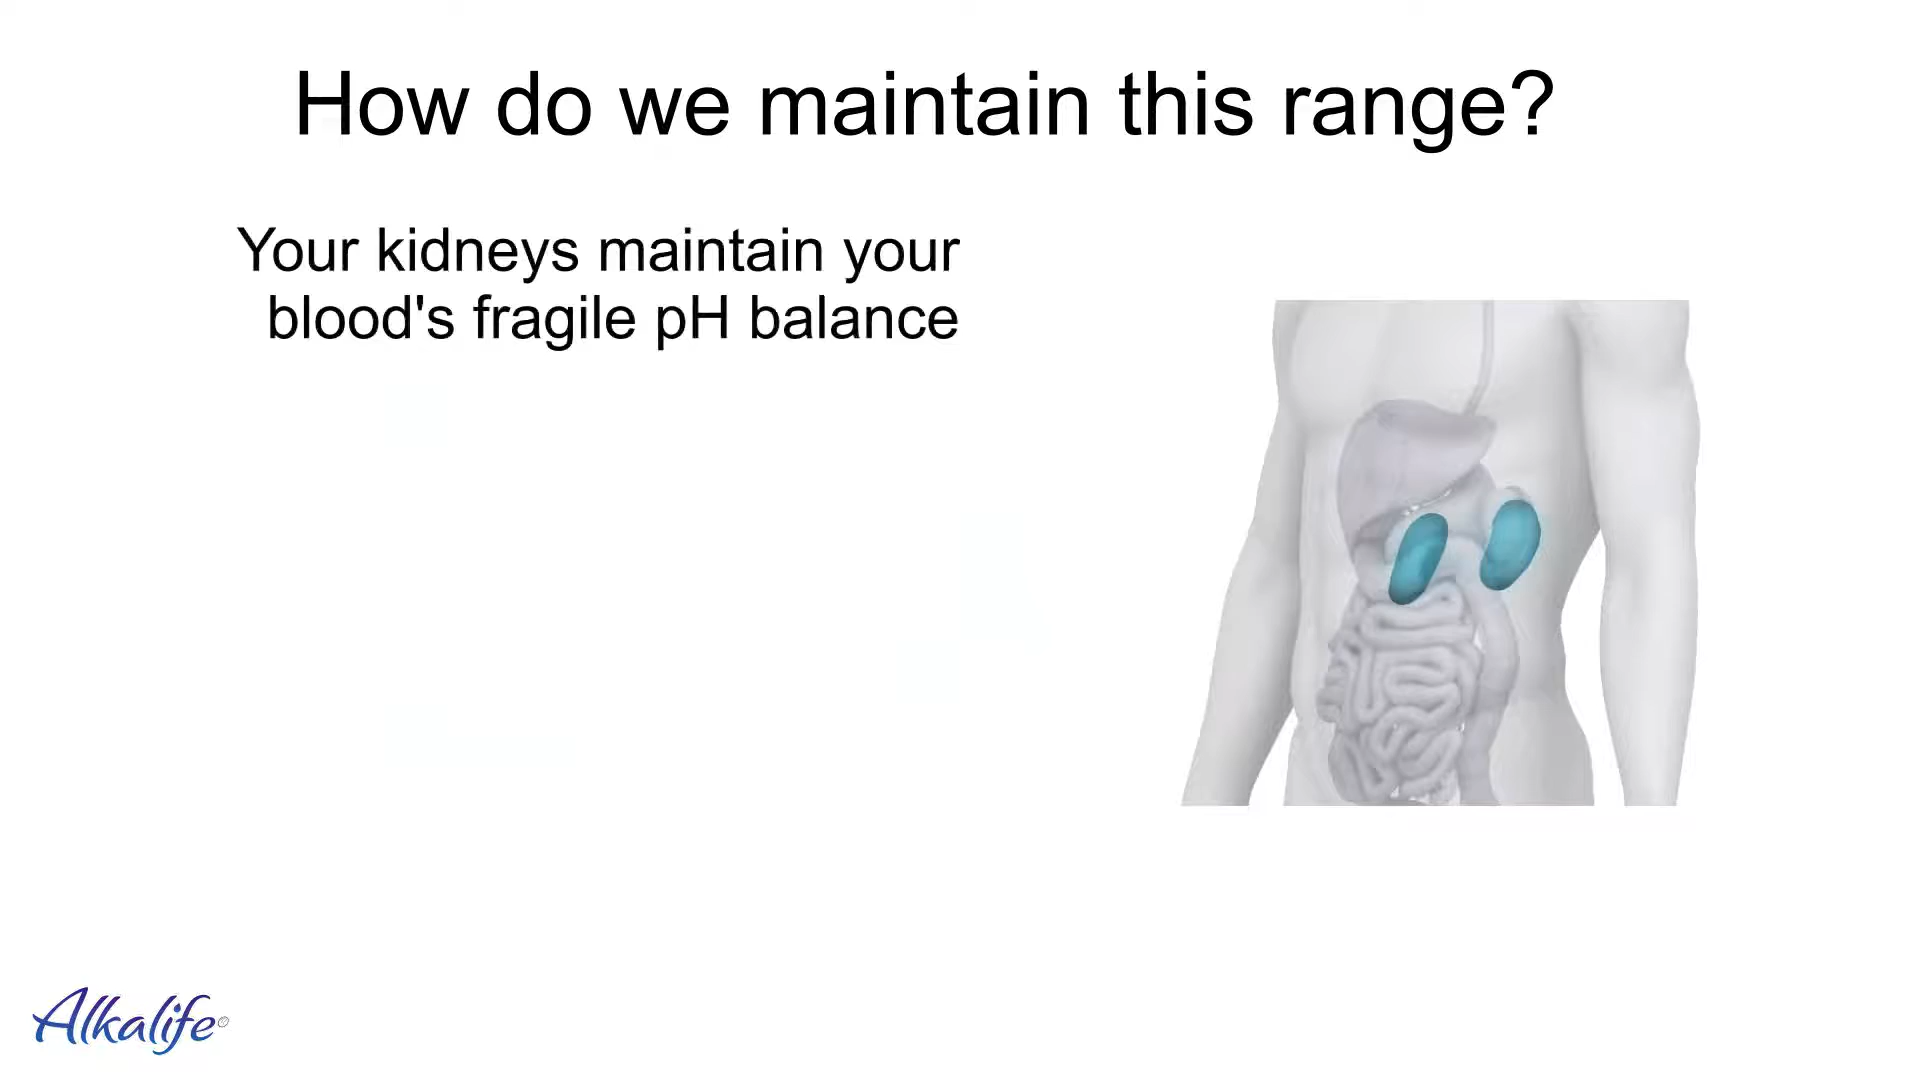 How do we maintain this range?
Your kidneys maintain your
blood's fragile pH balance
Alkalife